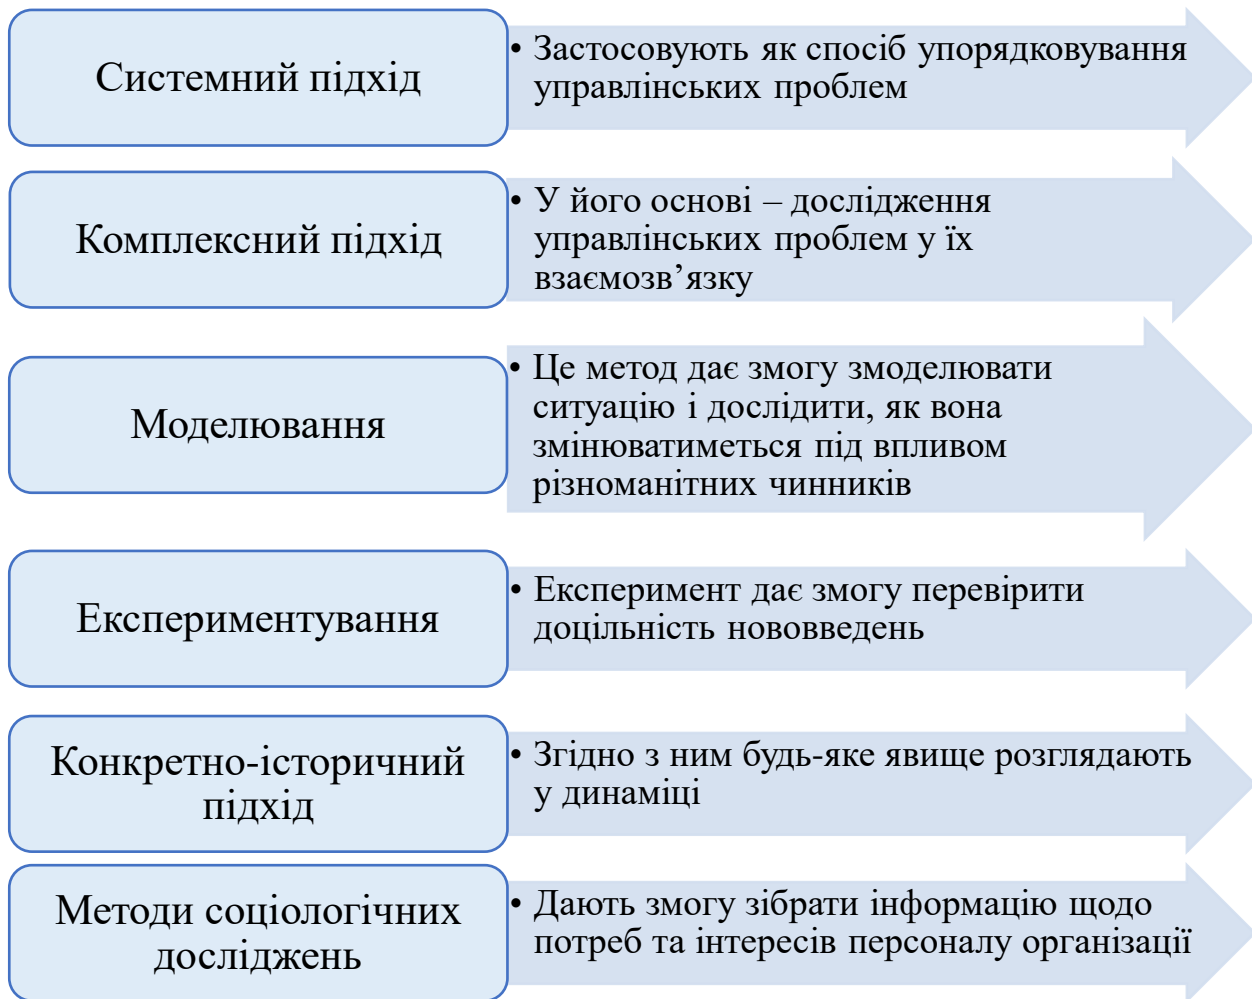 Системний підхід
• Застосовують як спосіб упорядковування
управлінських проблем
Комплексний підхід
• У його основі – дослідження
управлінських проблем у їх
взаємозв’язку
Моделювання
• Це метод дає змогу змоделювати
ситуацію і дослідити, як вона
змінюватиметься під впливом
різноманітних чинників
Експериментування
• Експеримент дає змогу перевірити
доцільність нововведень
Конкретно-історичний
підхід
• Згідно з ним будь-яке явище розглядають
у динаміці
Методи соціологічних
досліджень
• Дають змогу зібрати інформацію щодо
потреб та інтересів персоналу організації